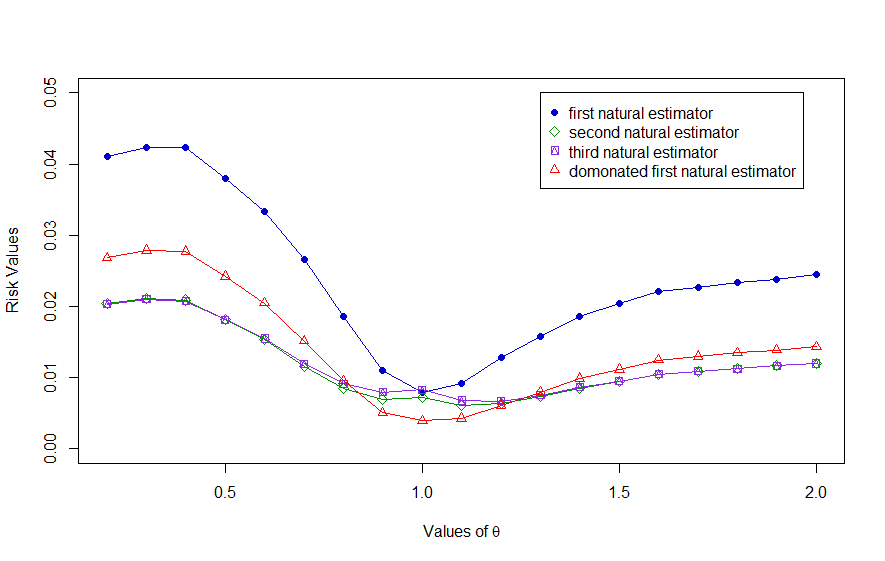 first natural estimator
second natural estimator
third natural estimator
domonated first natural estimator
Risk Values
0.05
0.04
0.03
0.02
0.01
0.00
0.5
1.0
1.5
2.0
Values of θ